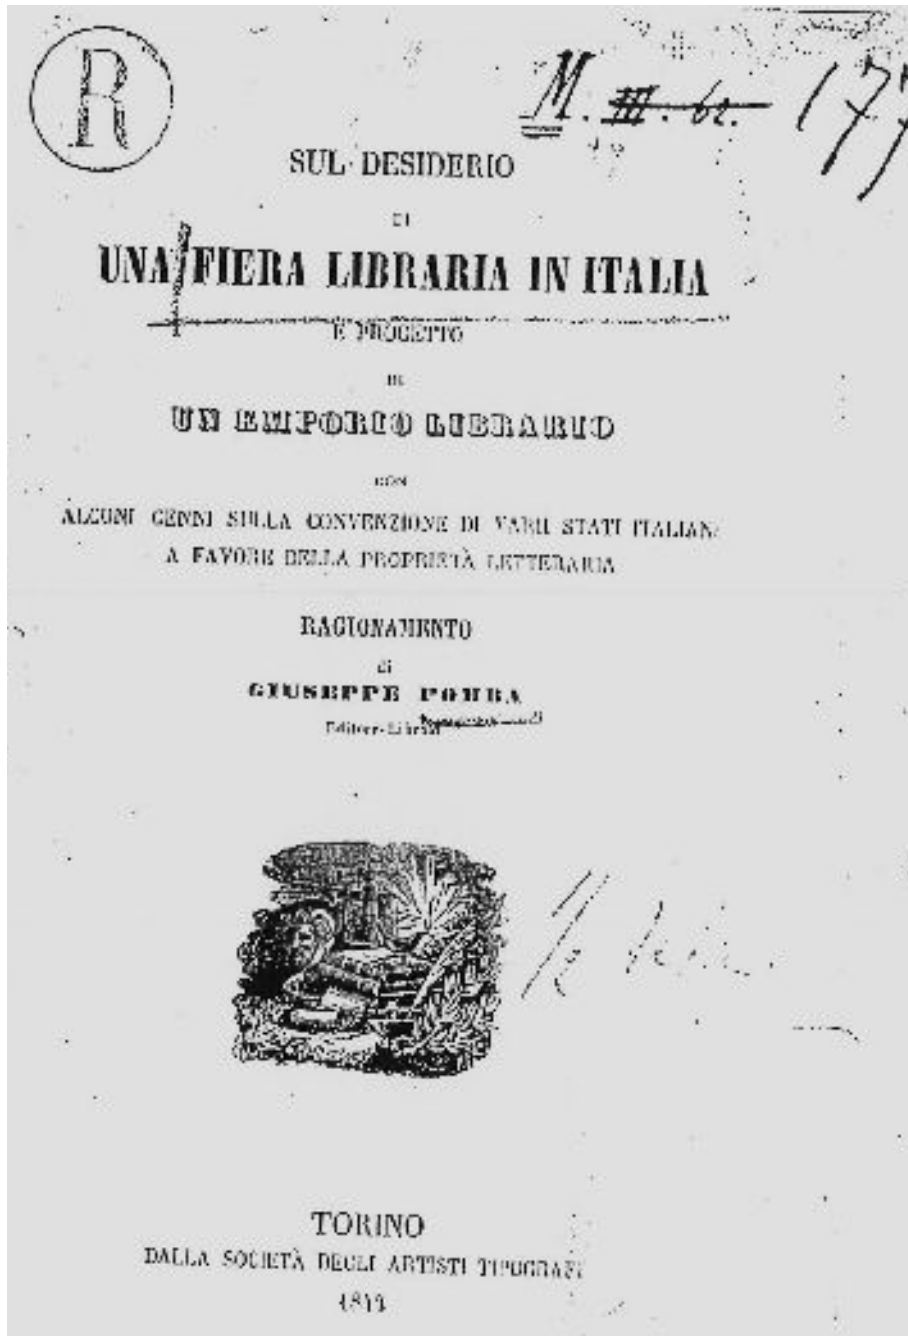 R
M. III. 62. 177
SUL DESIDERIO
DI
UNA FIERA LIBRARIA IN ITALIA
E PROGETTO
DI
UN EMPORIO LIBRARIO
CON
ALCUNI CENNI SULLA CONVENZIONE DI VARII STATI ITALIANI
A FAVORE DELLA PROPRIETÀ LETTERARIA
RAGIONAMENTO
di
GIUSEPPE POMBA
Editore-Libraio
TORINO
DALLA SOCIETÀ DEGLI ARTISTI TIPOGRAFI